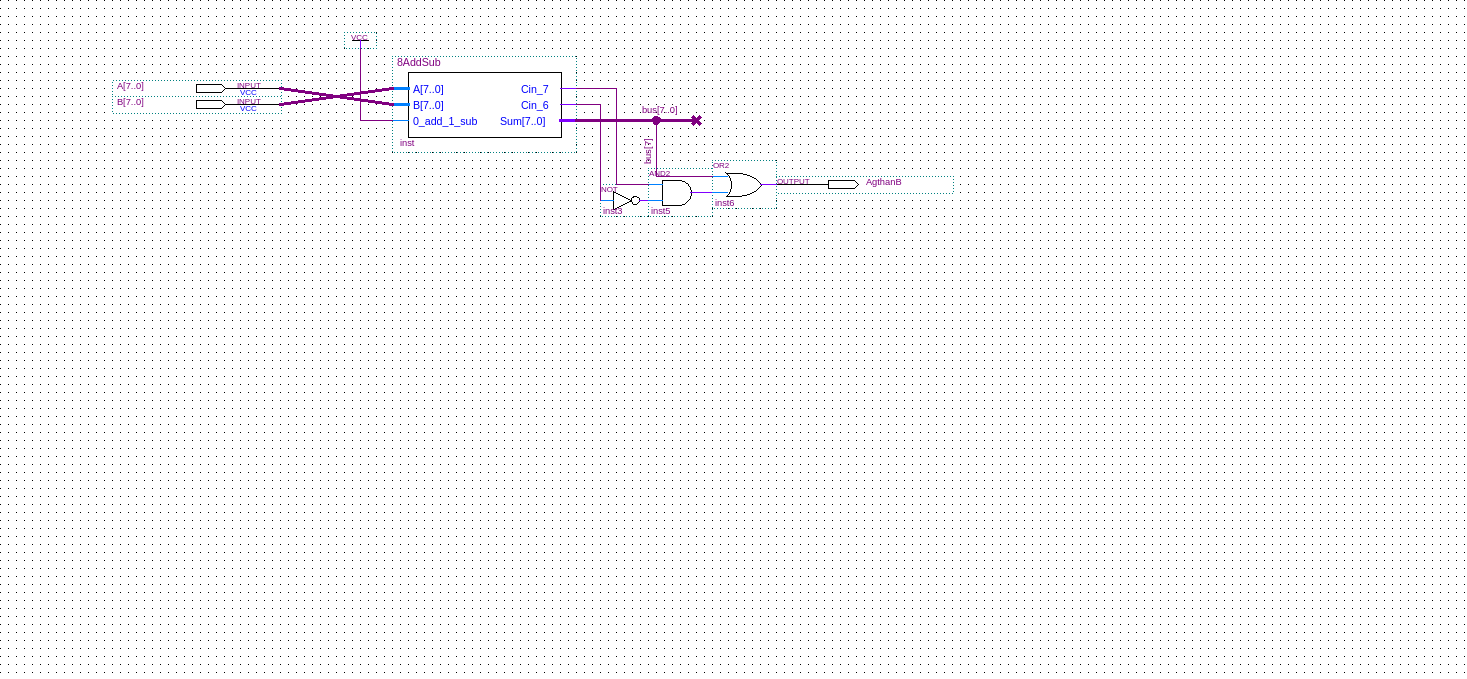 VCC
8AddSub
A[7..0] INPUT VCC
B[7..0] INPUT VCC
A[7..0] Cin_7
B[7..0] Cin_6
0_add_1_sub Sum[7..0]
inst
bus[7..0]
bus[7]
NOT
inst3
AND2
inst5
OR2
inst6
OUTPUT AgthanB